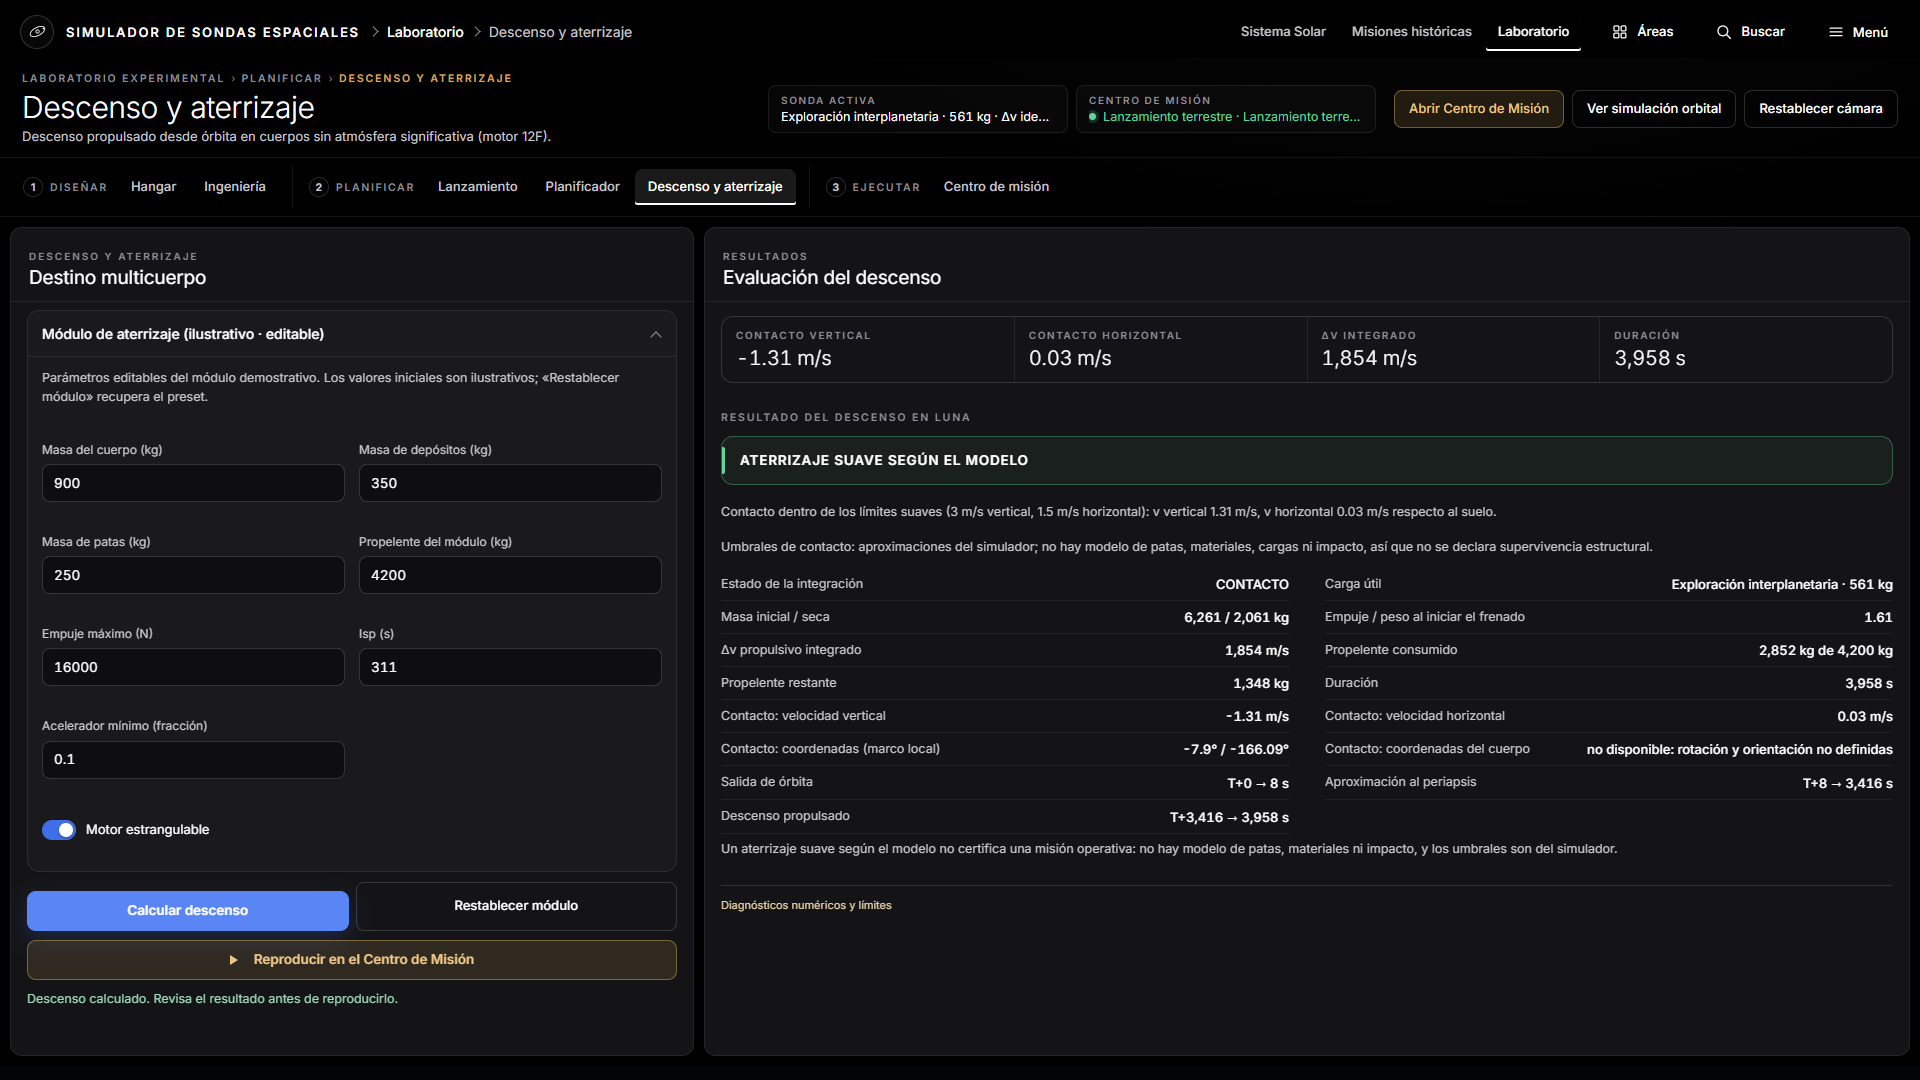 SIMULADOR DE SONDAS ESPACIALES > Laboratorio > Descenso y aterrizaje
Sistema Solar
Misiones históricas
Laboratorio
Áreas
Buscar
Menú
LABORATORIO EXPERIMENTAL › PLANIFICAR › DESCENSO Y ATERRIZAJE
Descenso y aterrizaje
Descenso propulsado desde órbita en cuerpos sin atmósfera significativa (motor 12F).
SONDA ACTIVA
Exploración interplanetaria · 561 kg · Δv ide...
CENTRO DE MISIÓN
Lanzamiento terrestre · Lanzamiento terre...
Abrir Centro de Misión
Ver simulación orbital
Restablecer cámara
1 DISEÑAR
Hangar
Ingeniería
2 PLANIFICAR
Lanzamiento
Planificador
Descenso y aterrizaje
3 EJECUTAR
Centro de misión
DESCENSO Y ATERRIZAJE
Destino multicuerpo
Módulo de aterrizaje (ilustrativo · editable)
Parámetros editables del módulo demostrativo. Los valores iniciales son ilustrativos; «Restablecer
módulo» recupera el preset.
Masa del cuerpo (kg)
900
Masa de depósitos (kg)
350
Masa de patas (kg)
250
Propelente del módulo (kg)
4200
Empuje máximo (N)
16000
Isp (s)
311
Acelerador mínimo (fracción)
0.1
Motor estrangulable
Calcular descenso
Restablecer módulo
Reproducir en el Centro de Misión
Descenso calculado. Revisa el resultado antes de reproducirlo.
RESULTADOS
Evaluación del descenso
CONTACTO VERTICAL
-1.31 m/s
CONTACTO HORIZONTAL
0.03 m/s
ΔV INTEGRADO
1,854 m/s
DURACIÓN
3,958 s
RESULTADO DEL DESCENSO EN LUNA
ATERRIZAJE SUAVE SEGÚN EL MODELO
Contacto dentro de los límites suaves (3 m/s vertical, 1.5 m/s horizontal): v vertical 1.31 m/s, v horizontal 0.03 m/s respecto al suelo.
Umbrales de contacto: aproximaciones del simulador; no hay modelo de patas, materiales, cargas ni impacto, así que no se declara supervivencia estructural.
Estado de la integración CONTACTO
Carga útil Exploración interplanetaria · 561 kg
Masa inicial / seca 6,261 / 2,061 kg
Empuje / peso al iniciar el frenado 1.61
Δv propulsivo integrado 1,854 m/s
Propelente consumido 2,852 kg de 4,200 kg
Propelente restante 1,348 kg
Duración 3,958 s
Contacto: velocidad vertical -1.31 m/s
Contacto: velocidad horizontal 0.03 m/s
Contacto: coordenadas (marco local) -7.9° / -166.09°
Contacto: coordenadas del cuerpo no disponible: rotación y orientación no definidas
Salida de órbita T+0 → 8 s
Aproximación al periapsis T+8 → 3,416 s
Descenso propulsado T+3,416 → 3,958 s
Un aterrizaje suave según el modelo no certifica una misión operativa: no hay modelo de patas, materiales ni impacto, y los umbrales son del simulador.
Diagnósticos numéricos y límites